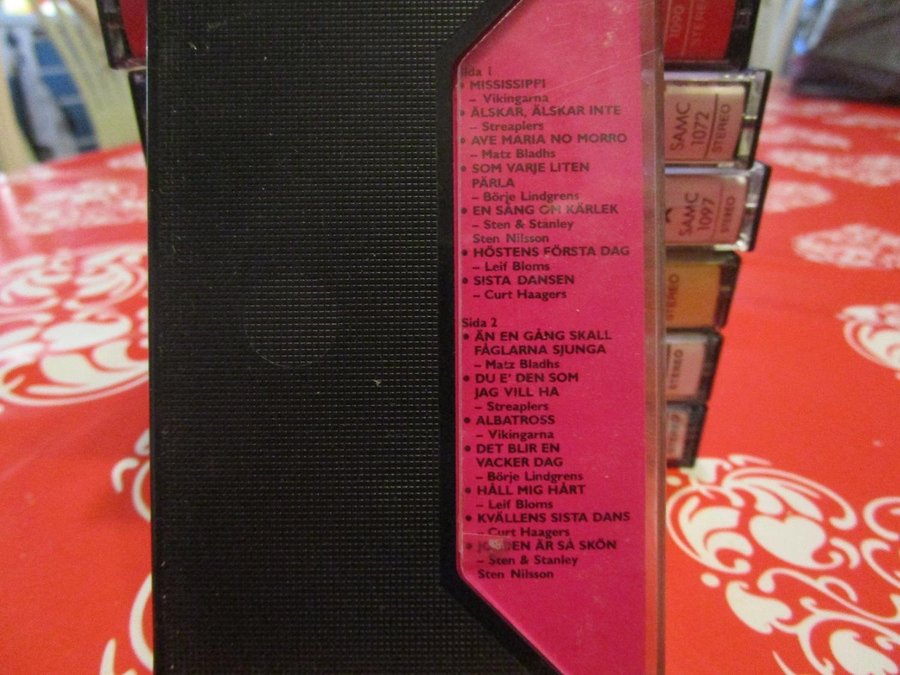 Sida 1
• MISSISSIPPI
– Vikingarna
• ÄLSKAR, ÄLSKAR INTE
– Streaplers
• AVE MARIA NO MORRO
– Matz Bladhs
• SOM VARJE LITEN
PÄRLA
– Börje Lindgrens
• EN SÅNG OM KÄRLEK
– Sten & Stanley
Sten Nilsson
• HÖSTENS FÖRSTA DAG
– Leif Bloms
• SISTA DANSEN
– Curt Haagers
Sida 2
• ÄN EN GÅNG SKALL
FÅGLARNA SJUNGA
– Matz Bladhs
• DU E' DEN SOM
JAG VILL HA
– Streaplers
• ALBATROSS
– Vikingarna
• DET BLIR EN
VACKER DAG
– Börje Lindgrens
• HÅLL MIG HÅRT
– Leif Bloms
• KVÄLLENS SISTA DANS
– Curt Haagers
• ÄR SÅ SKÖN
– Sten & Stanley
Sten Nilsson
1090
STEREO
SAMC
1072
STEREO
SAMC
1097
STEREO
STEREO
STEREO